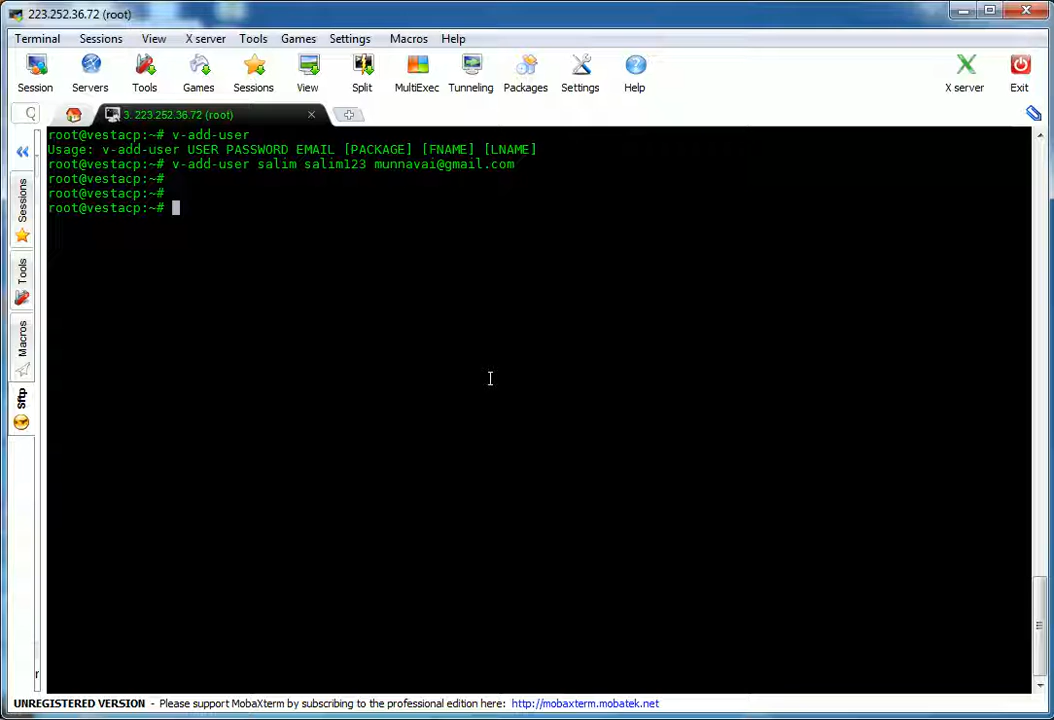 223.252.36.72 (root)
Terminal Sessions View X server Tools Games Settings Macros Help
Session Servers Tools Games Sessions View Split MultiExec Tunneling Packages Settings Help X server Exit
3. 223.252.36.72 (root)
root@vestacp:~# v-add-user
Usage: v-add-user USER PASSWORD EMAIL [PACKAGE] [FNAME] [LNAME]
root@vestacp:~# v-add-user salim salim123 munnavai@gmail.com
root@vestacp:~#
root@vestacp:~#
root@vestacp:~#
Sessions
Tools
Macros
Sftp
r
UNREGISTERED VERSION - Please support MobaXterm by subscribing to the professional edition here: http://mobaxterm.mobatek.net